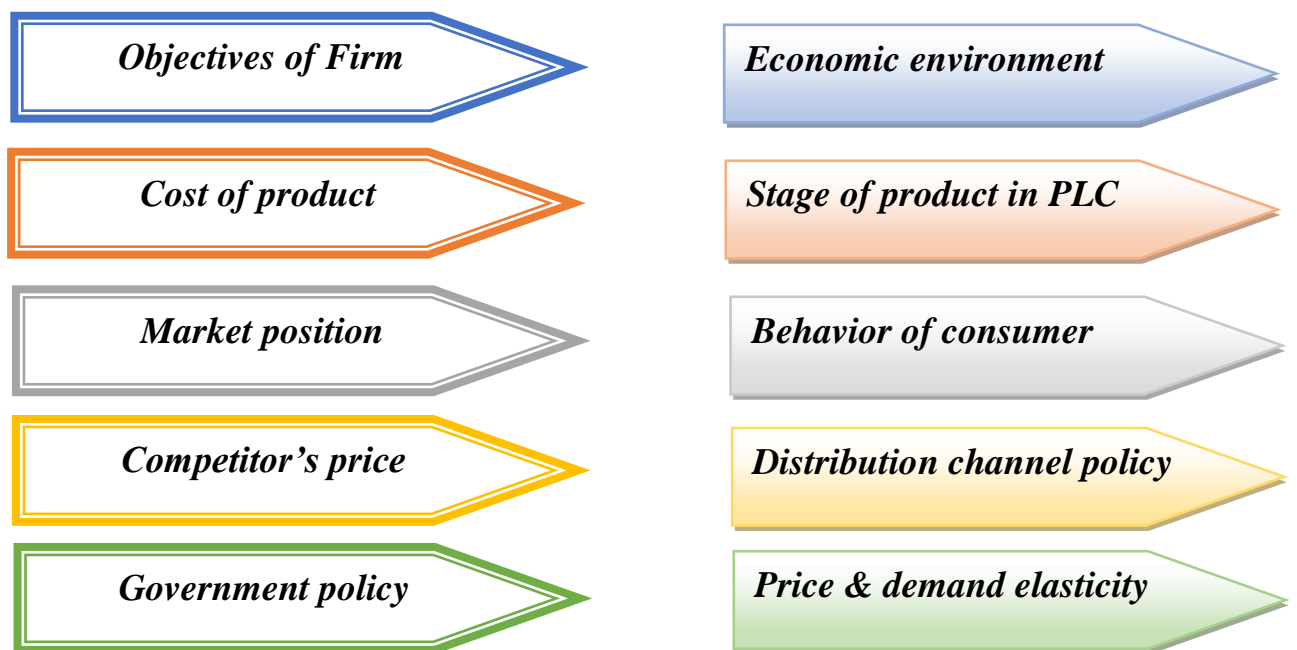 Objectives of Firm
Cost of product
Market position
Competitor’s price
Government policy
Economic environment
Stage of product in PLC
Behavior of consumer
Distribution channel policy
Price & demand elasticity